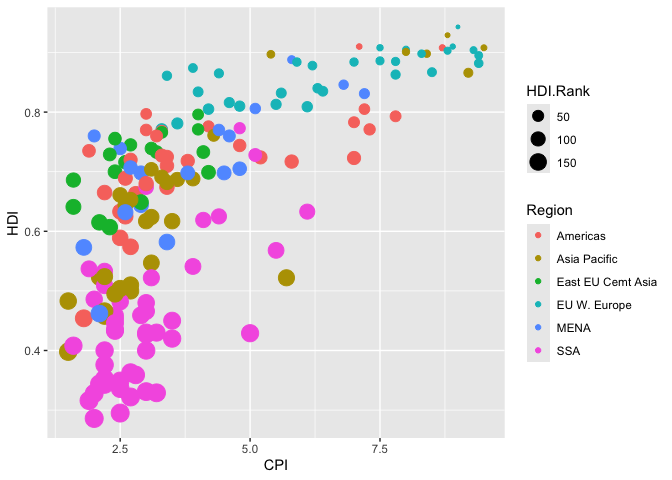 HDI
0.8
0.6
0.4
2.5
5.0
7.5
CPI
HDI.Rank
50
100
150
Region
Americas
Asia Pacific
East EU Cemt Asia
EU W. Europe
MENA
SSA